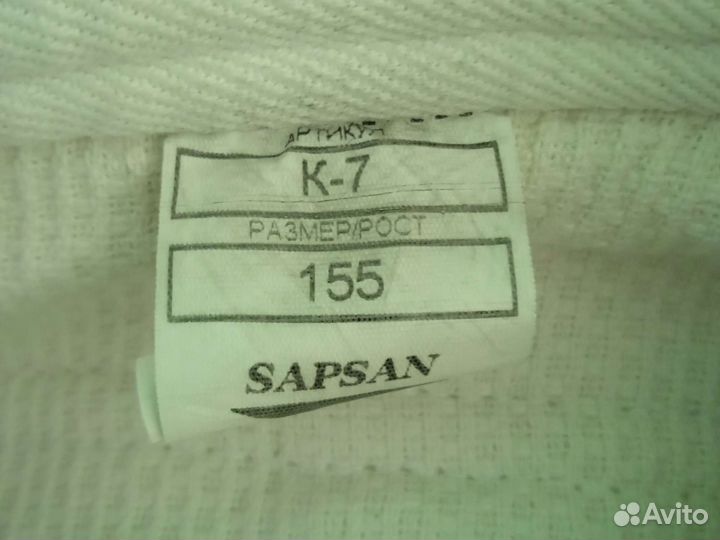 АРТИКУЛ
К-7
РАЗМЕР/РОСТ
155
SAPSAN
Avito